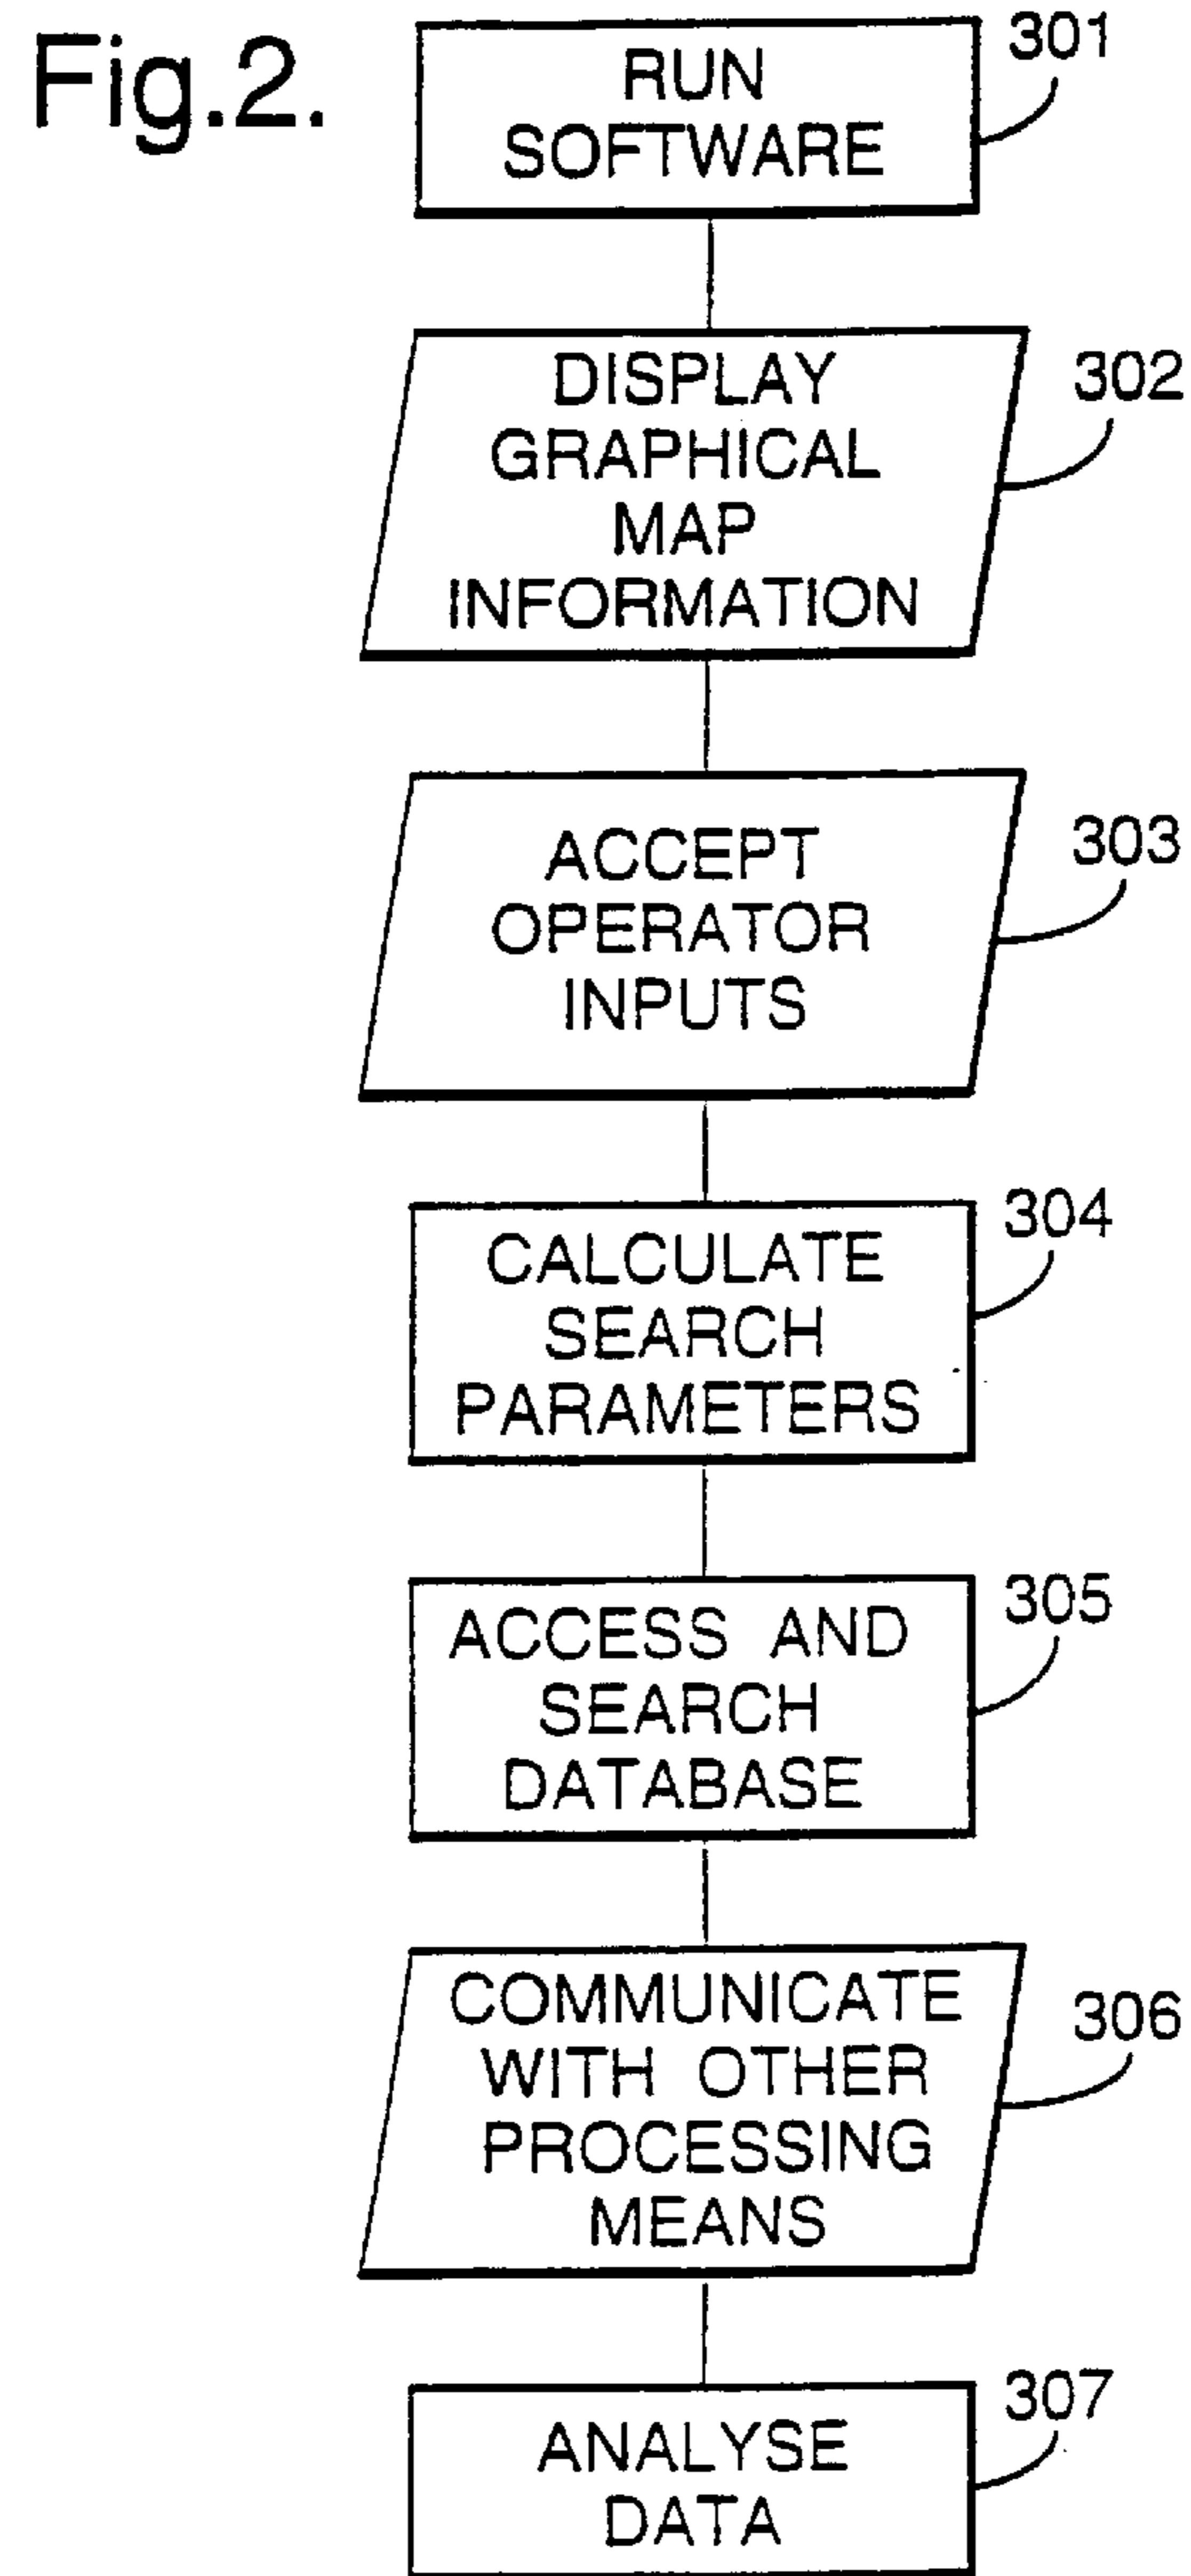 Fig.2.
RUN
SOFTWARE
301
DISPLAY
GRAPHICAL
MAP
INFORMATION
302
ACCEPT
OPERATOR
INPUTS
303
CALCULATE
SEARCH
PARAMETERS
304
ACCESS AND
SEARCH
DATABASE
305
COMMUNICATE
WITH OTHER
PROCESSING
MEANS
306
ANALYSE
DATA
307